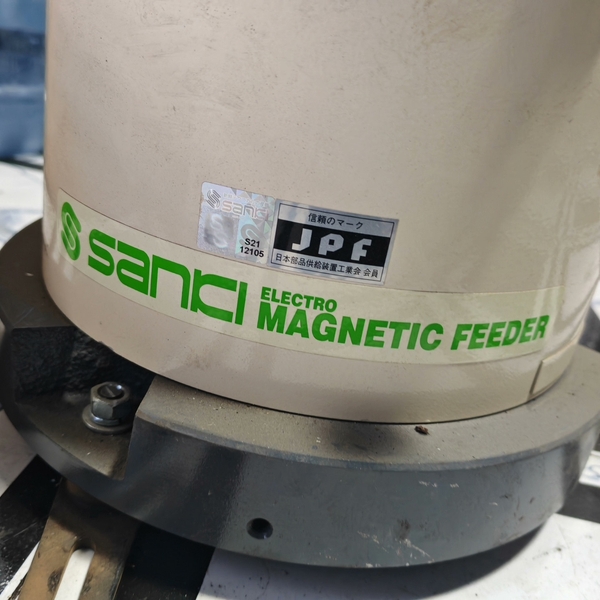 sanki
S21
12105
信頼のマーク
JPF
日本部品供給装置工業会 会員
sanki ELECTRO
MAGNETIC FEEDER